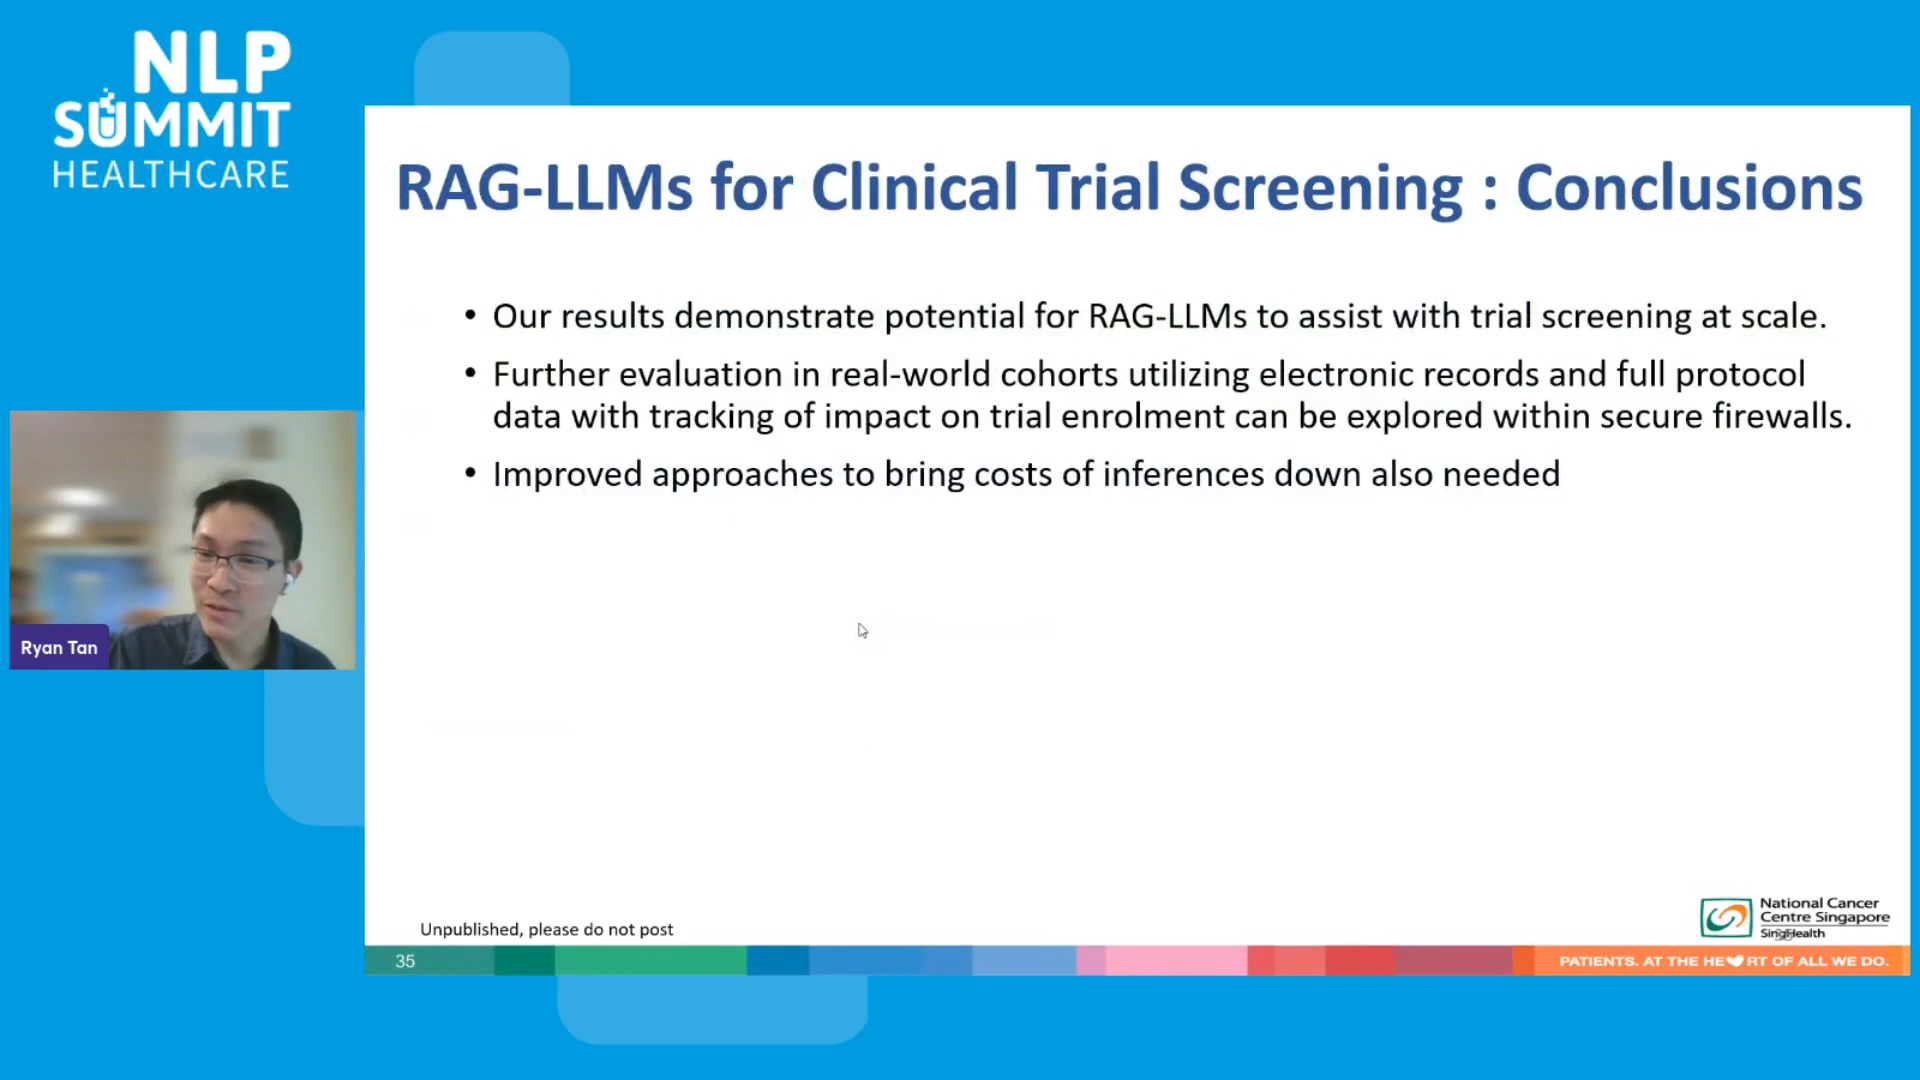 NLP
SUMMIT
HEALTHCARE
RAG-LLMs for Clinical Trial Screening : Conclusions
• Our results demonstrate potential for RAG-LLMs to assist with trial screening at scale.
• Further evaluation in real-world cohorts utilizing electronic records and full protocol
data with tracking of impact on trial enrolment can be explored within secure firewalls.
• Improved approaches to bring costs of inferences down also needed
Ryan Tan
Unpublished, please do not post
National Cancer
Centre Singapore
SingHealth
35
PATIENTS. AT THE HE❤RT OF ALL WE DO.